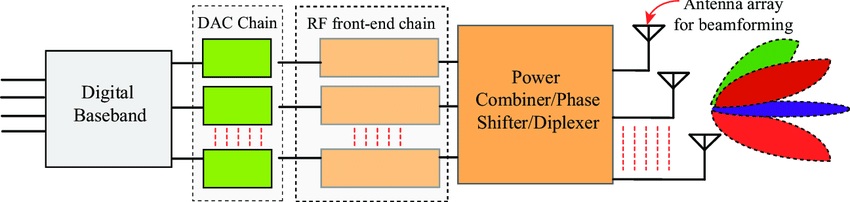 DAC Chain
RF front-end chain
Antenna array
for beamforming
Digital
Baseband
Power
Combiner/Phase
Shifter/Diplexer